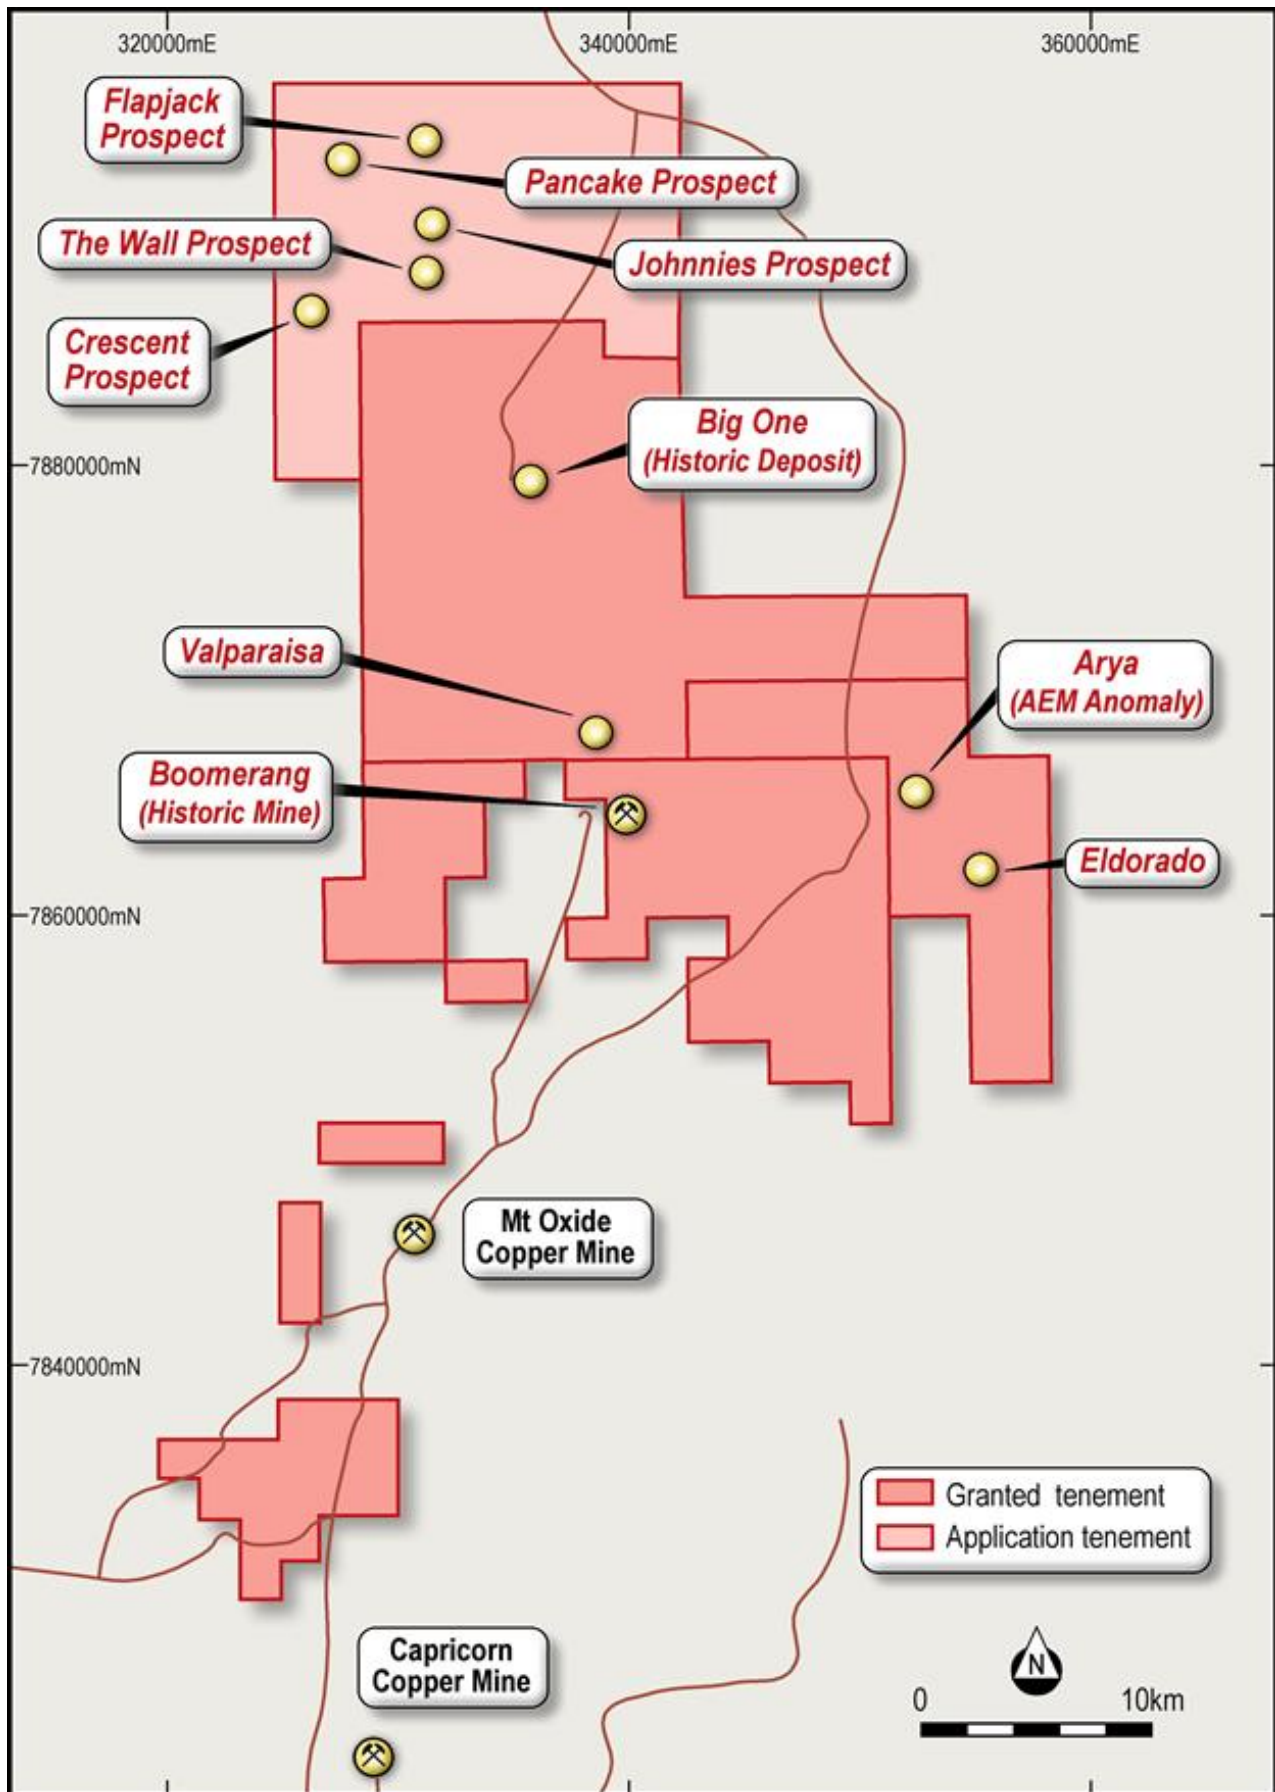 320000mE
340000mE
360000mE
Flapjack
Prospect
Pancake Prospect
The Wall Prospect
Johnnies Prospect
Crescent
Prospect
Big One
(Historic Deposit)
7880000mN
Valparaisa
Arya
(AEM Anomaly)
Boomerang
(Historic Mine)
Eldorado
7860000mN
Mt Oxide
Copper Mine
7840000mN
Granted tenement
Application tenement
Capricorn
Copper Mine
N
0 10km